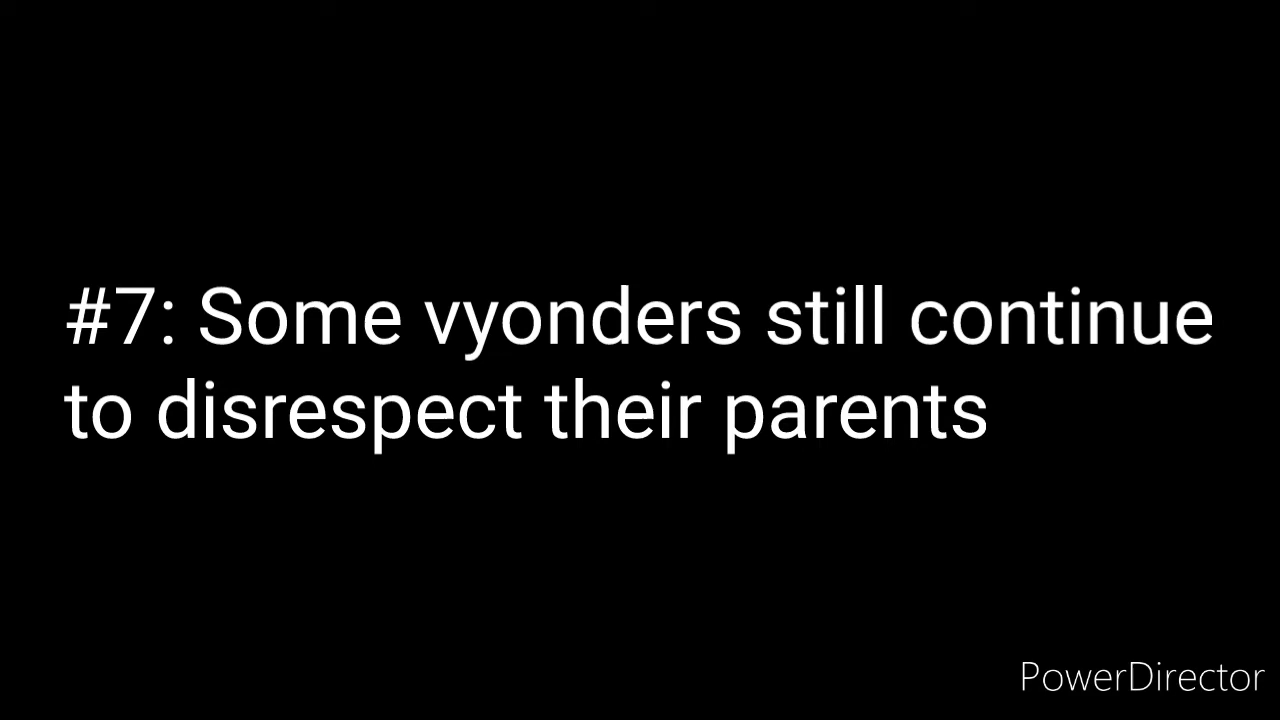 #7: Some vyonders still continue
to disrespect their parents
PowerDirector